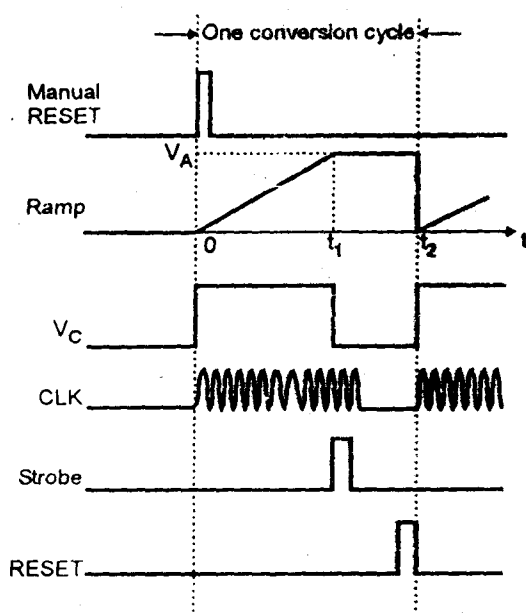 One conversion cycle
Manual
RESET
V_A
Ramp
0
t_1
t_2
t
V_C
CLK
Strobe
RESET